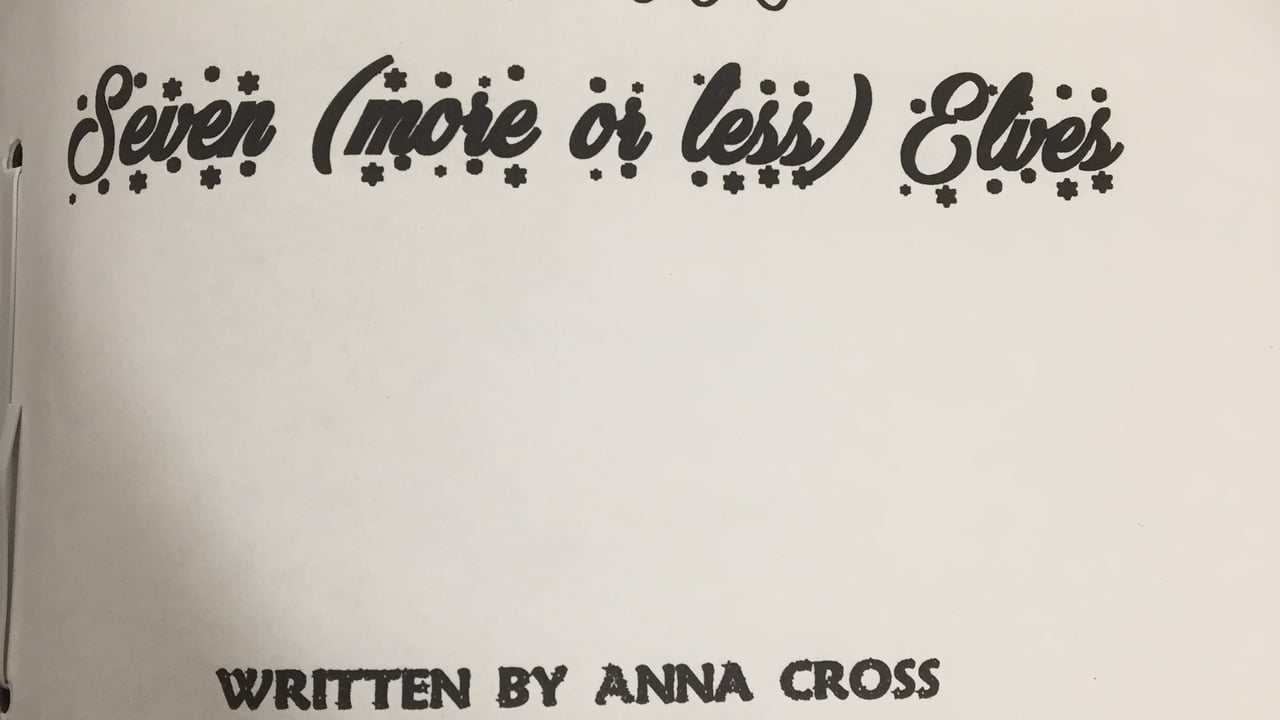 Seven (more or less) Elves
WRITTEN BY ANNA CROSS